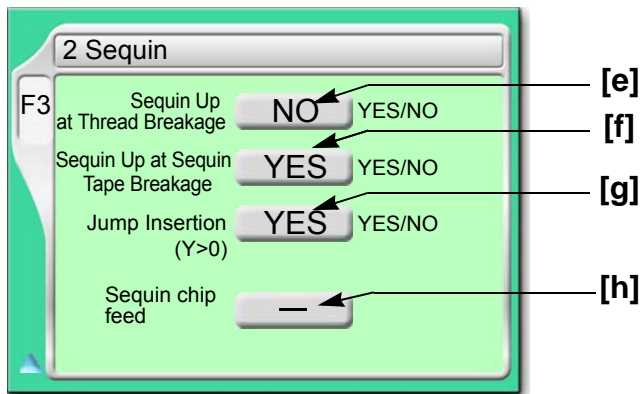 2 Sequin
F3
Sequin Up
at Thread Breakage
NO
YES/NO
[e]
Sequin Up at Sequin
Tape Breakage
YES
YES/NO
[f]
Jump Insertion
(Y>0)
YES
YES/NO
[g]
Sequin chip
feed
—
[h]